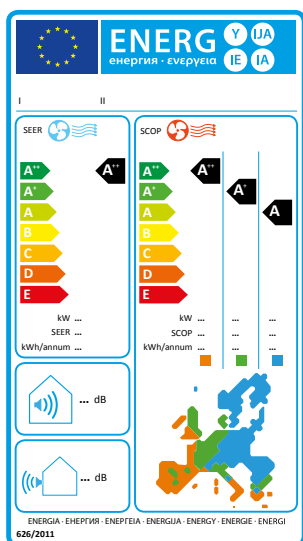 ENERG Y IJA
енергия · ενεργεια IE IA
I II
SEER SCOP
A++ A++ A++ A++
A+ A+ A+
A A A
B B
C C
D D
E E
kW ... kW ... ... ...
SEER ... SCOP ... ... ...
kWh/annum ... kWh/annum ... ... ...
... dB
... dB
ENERGIA · ЕНЕРГИЯ · ΕΝΕΡΓΕΙΑ · ENERGIJA · ENERGY · ENERGIE · ENERGI
626/2011